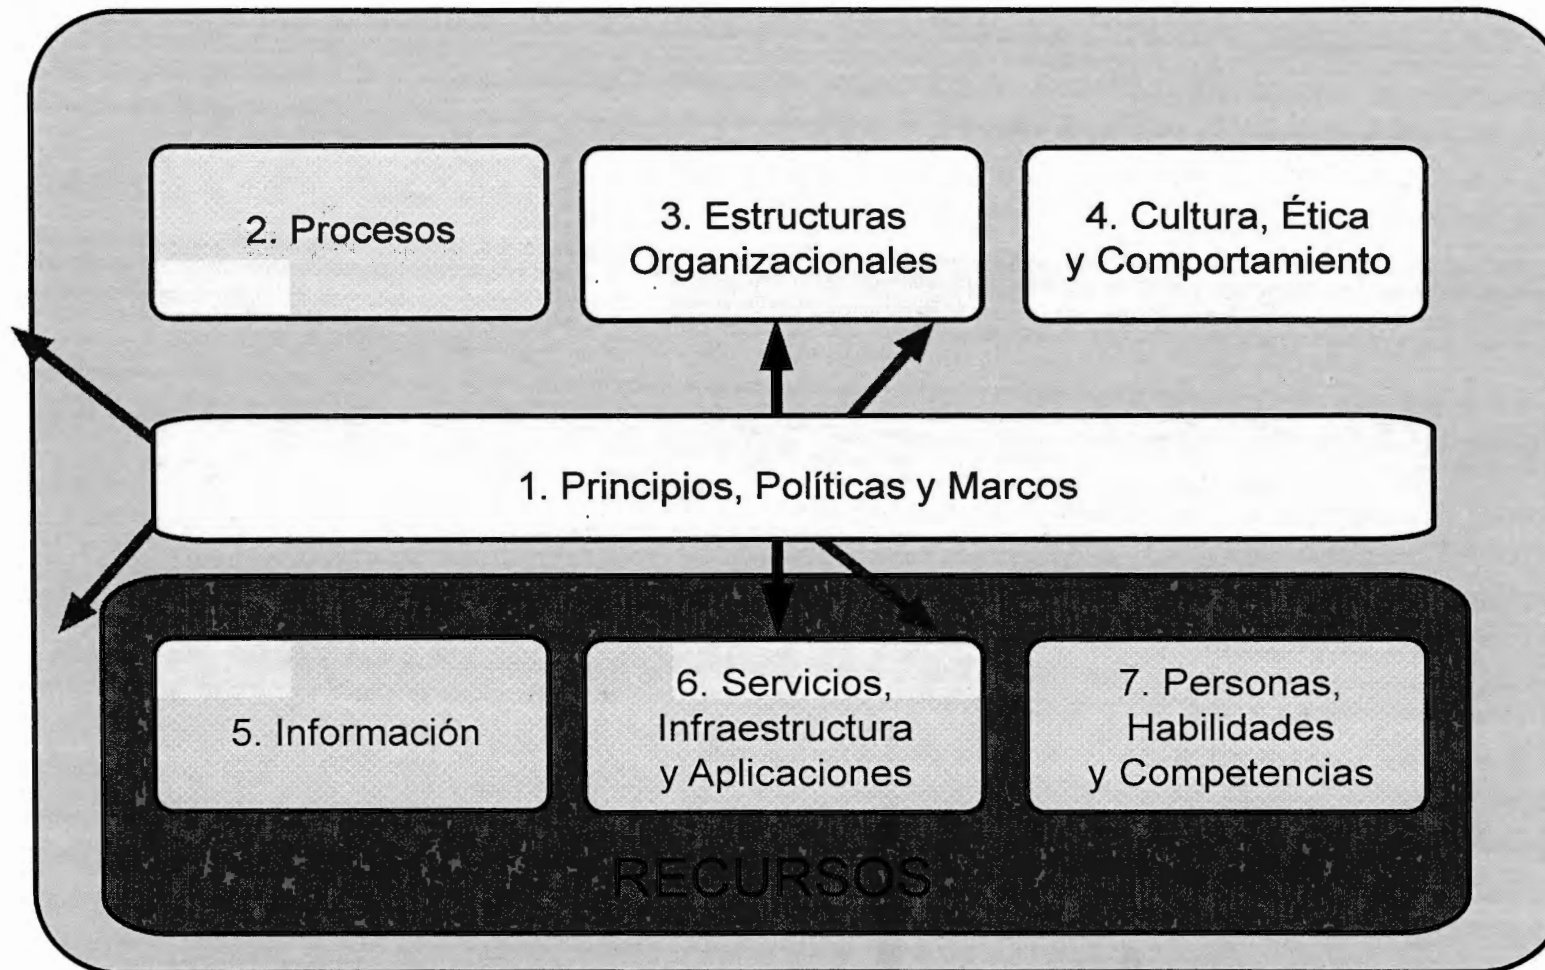 2. Procesos
3. Estructuras
Organizacionales
4. Cultura, Ética
y Comportamiento
1. Principios, Políticas y Marcos
5. Información
6. Servicios,
Infraestructura
y Aplicaciones
7. Personas,
Habilidades
y Competencias
RECURSOS